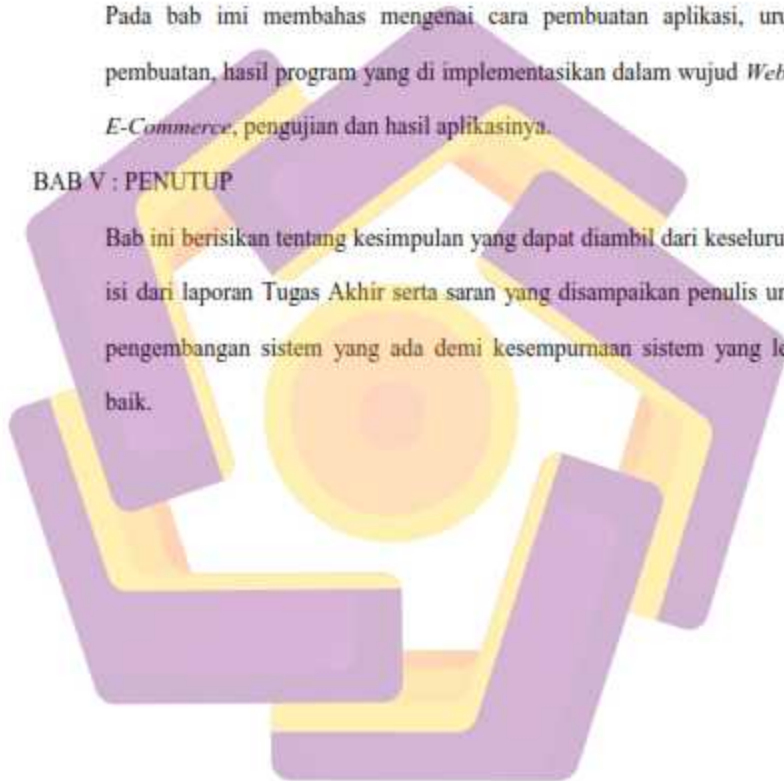 Pada bab imi membahas mengenai cara pembuatan aplikasi,
pembuatan, hasil program yang di implementasikan dalam wujud Web
E-Commerce, pengujian dan hasil aplikasinya.
BAB V : PENUTUP
Bab ini berisikan tentang kesimpulan yang dapat diambil dari
isi dari laporan Tugas Akhir serta saran yang disampaikan penulis
pengembangan sistem yang ada demi kesempurnaan sistem yang
baik.